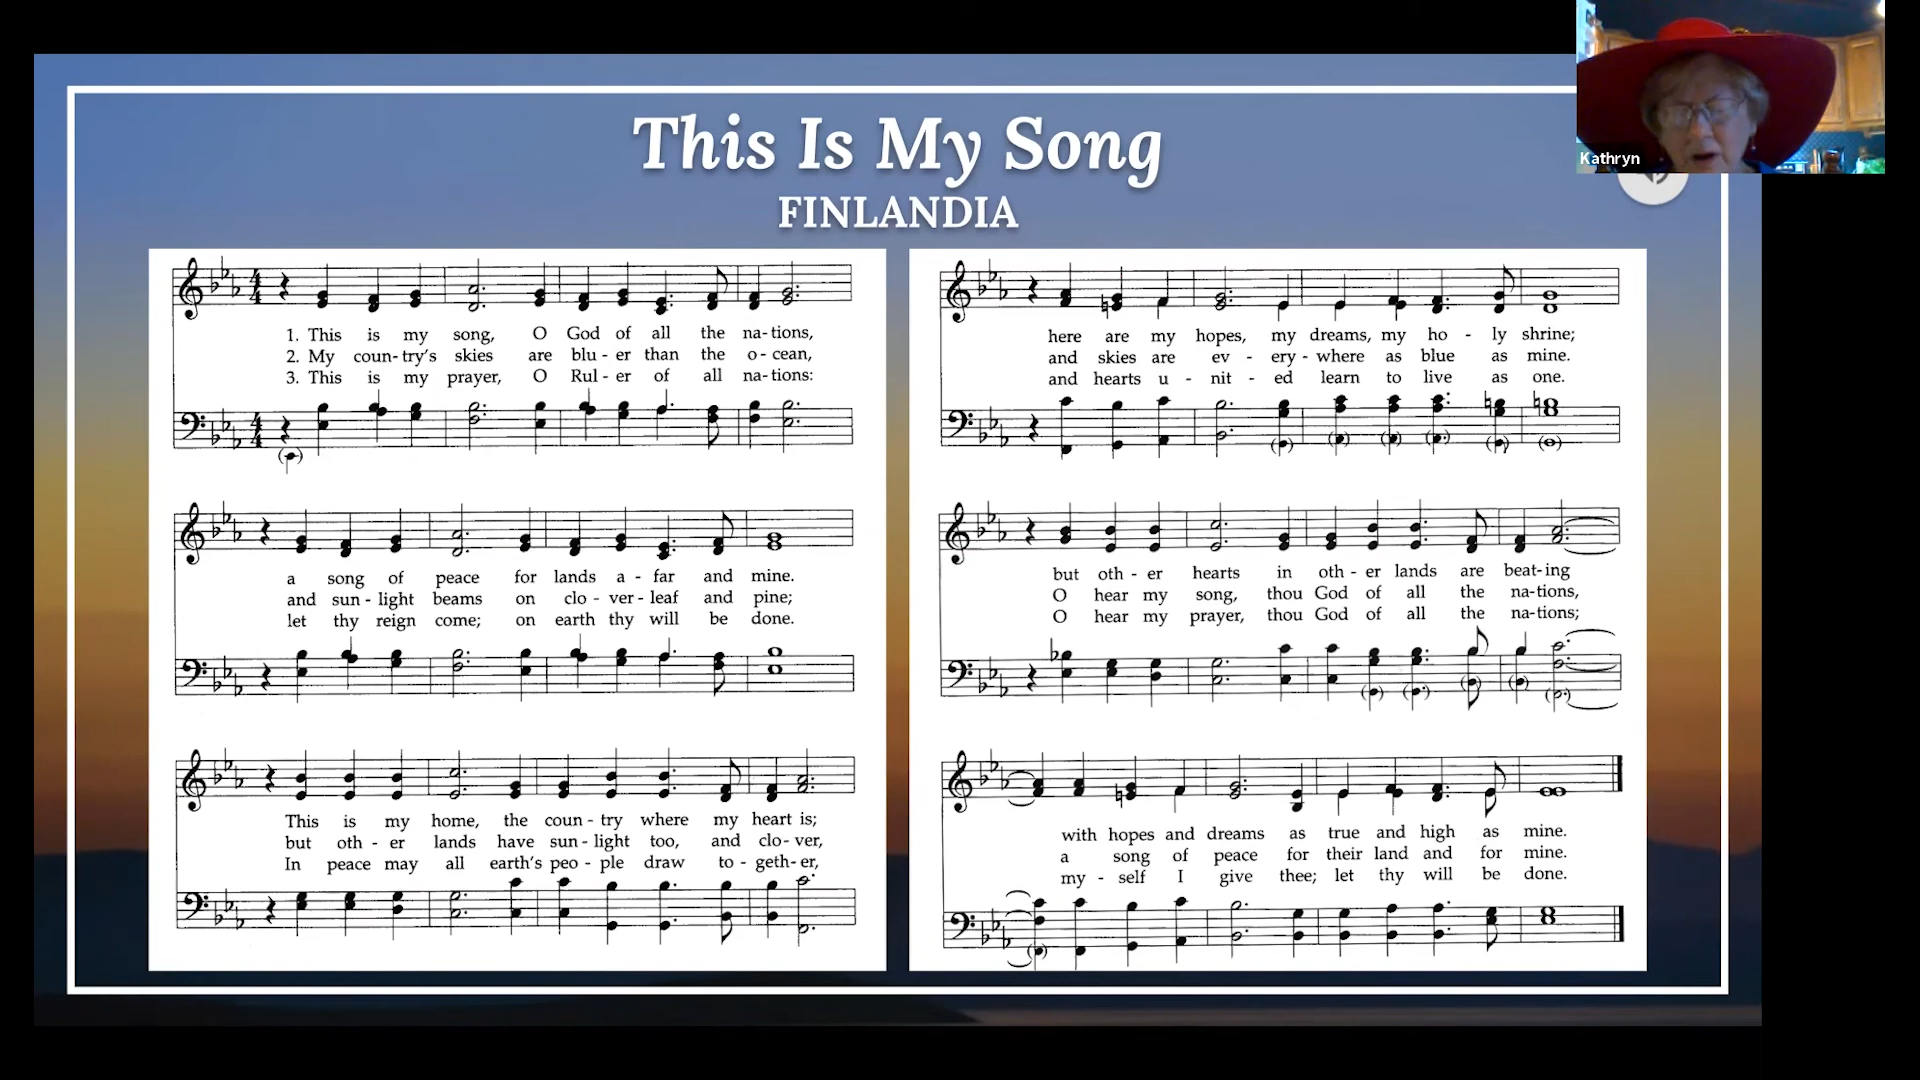 This Is My Song
FINLANDIA
Kathryn
4
4
1. This is my song, O God of all the na-tions,
2. My coun-try's skies are blu-er than the o-cean,
3. This is my prayer, O Rul-er of all na-tions:
4
4
a song of peace for lands a-far and mine.
and sun-light beams on clo-ver-leaf and pine;
let thy reign come; on earth thy will be done.
This is my home, the coun-try where my heart is;
but oth-er lands have sun-light too, and clo-ver,
In peace may all earth's peo-ple draw to-geth-er,
here are my hopes, my dreams, my ho-ly shrine;
and skies are ev-ery-where as blue as mine.
and hearts u-nit-ed learn to live as one.
but oth-er hearts in oth-er lands are beat-ing
O hear my song, thou God of all the na-tions,
O hear my prayer, thou God of all the na-tions;
with hopes and dreams as true and high as mine.
a song of peace for their land and for mine.
my-self I give thee; let thy will be done.